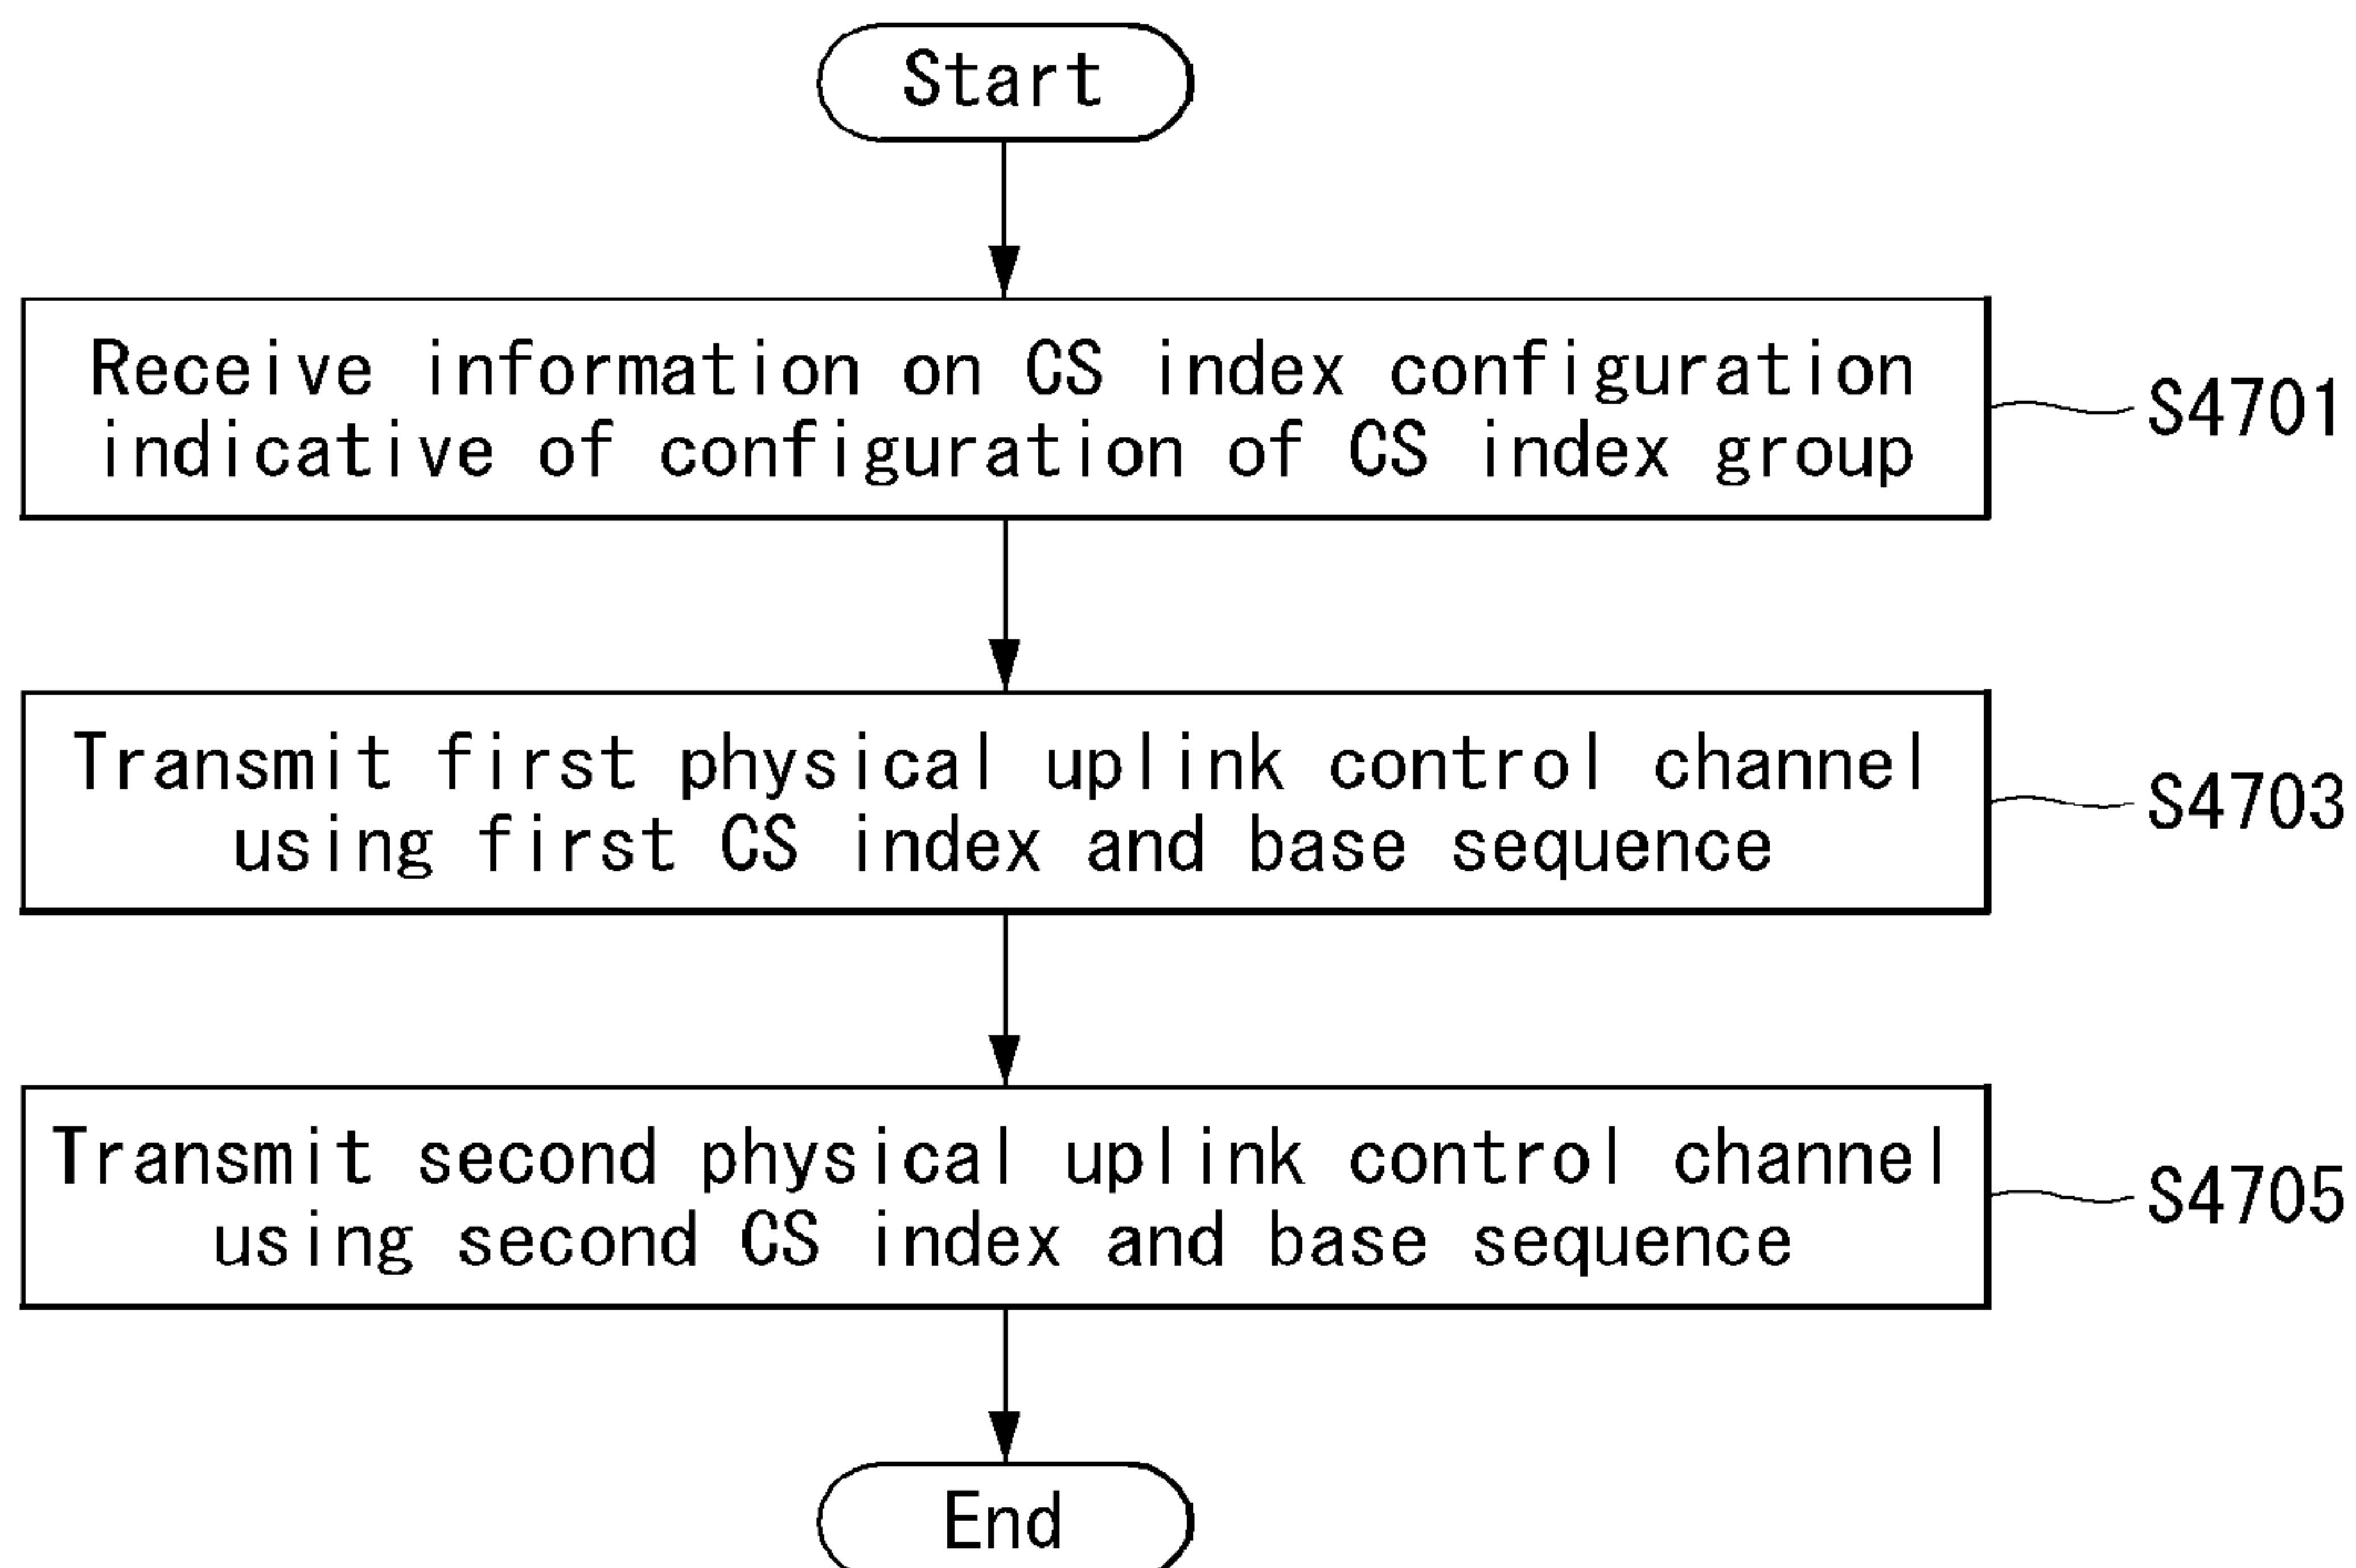 Start
Receive information on CS index configuration
indicative of configuration of CS index group
S4701
Transmit first physical uplink control channel
using first CS index and base sequence
S4703
Transmit second physical uplink control channel
using second CS index and base sequence
S4705
End